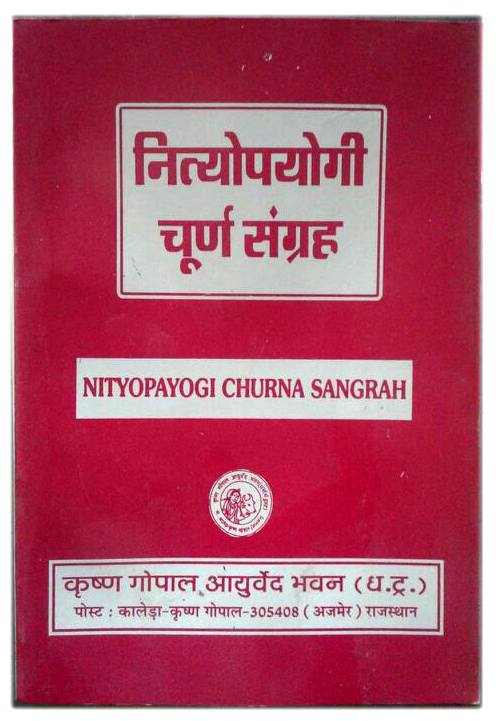 नित्योपयोगी
चूर्ण संग्रह
NITYOPAYOGI CHURNA SANGRAH
कृष्ण गोपाल आयुर्वेद भवन (ध.ट्र.)
पोस्ट : कालेड़ा-कृष्ण गोपाल-305408 ( अजमेर ) राजस्थान